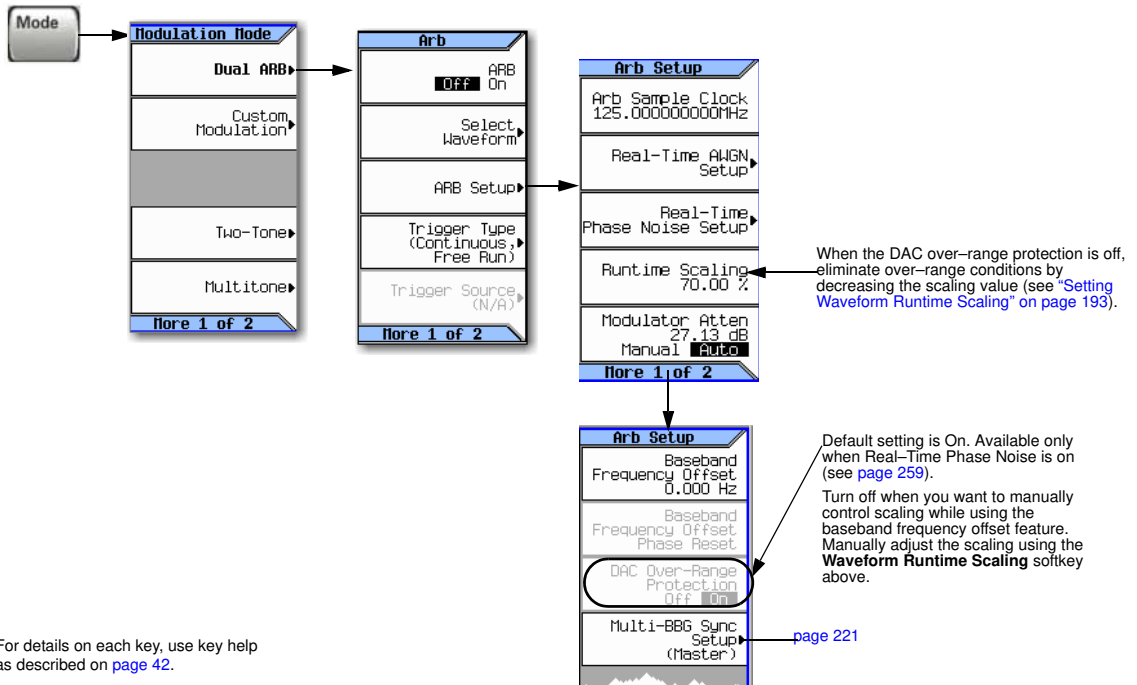 Mode
Modulation Mode
Dual ARB
Custom
Modulation
Two-Tone
Multitone
More 1 of 2
Arb
ARB
Off On
Select
Waveform
ARB Setup
Trigger Type
(Continuous,
Free Run)
Trigger Source
(N/A)
More 1 of 2
Arb Setup
Arb Sample Clock
125.000000000MHz
Real-Time AWGN
Setup
Real-Time
Phase Noise Setup
Runtime Scaling
70.00 %
Modulator Atten
27.13 dB
Manual Auto
More 1 of 2
When the DAC over–range protection is off,
eliminate over–range conditions by
decreasing the scaling value (see “Setting
Waveform Runtime Scaling” on page 193).
Arb Setup
Baseband
Frequency Offset
0.000 Hz
Baseband
Frequency Offset
Phase Reset
DAC Over-Range
Protection
Off On
Multi-BBG Sync
Setup
(Master)
Default setting is On. Available only
when Real–Time Phase Noise is on
(see page 259).
Turn off when you want to manually
control scaling while using the
baseband frequency offset feature.
Manually adjust the scaling using the
Waveform Runtime Scaling softkey
above.
page 221
For details on each key, use key help
as described on page 42.